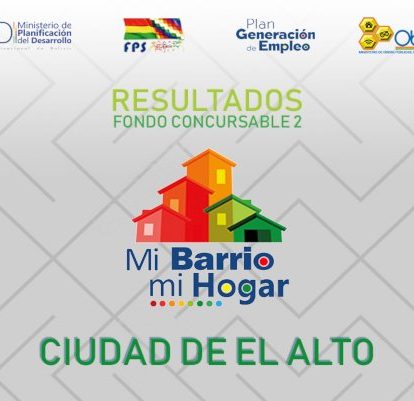 Ministerio de
Planificación
del Desarrollo
FPS
Plan
Generación
de Empleo
RESULTADOS
FONDO CONCURSABLE 2
Mi Barrio
mi Hogar
CIUDAD DE EL ALTO